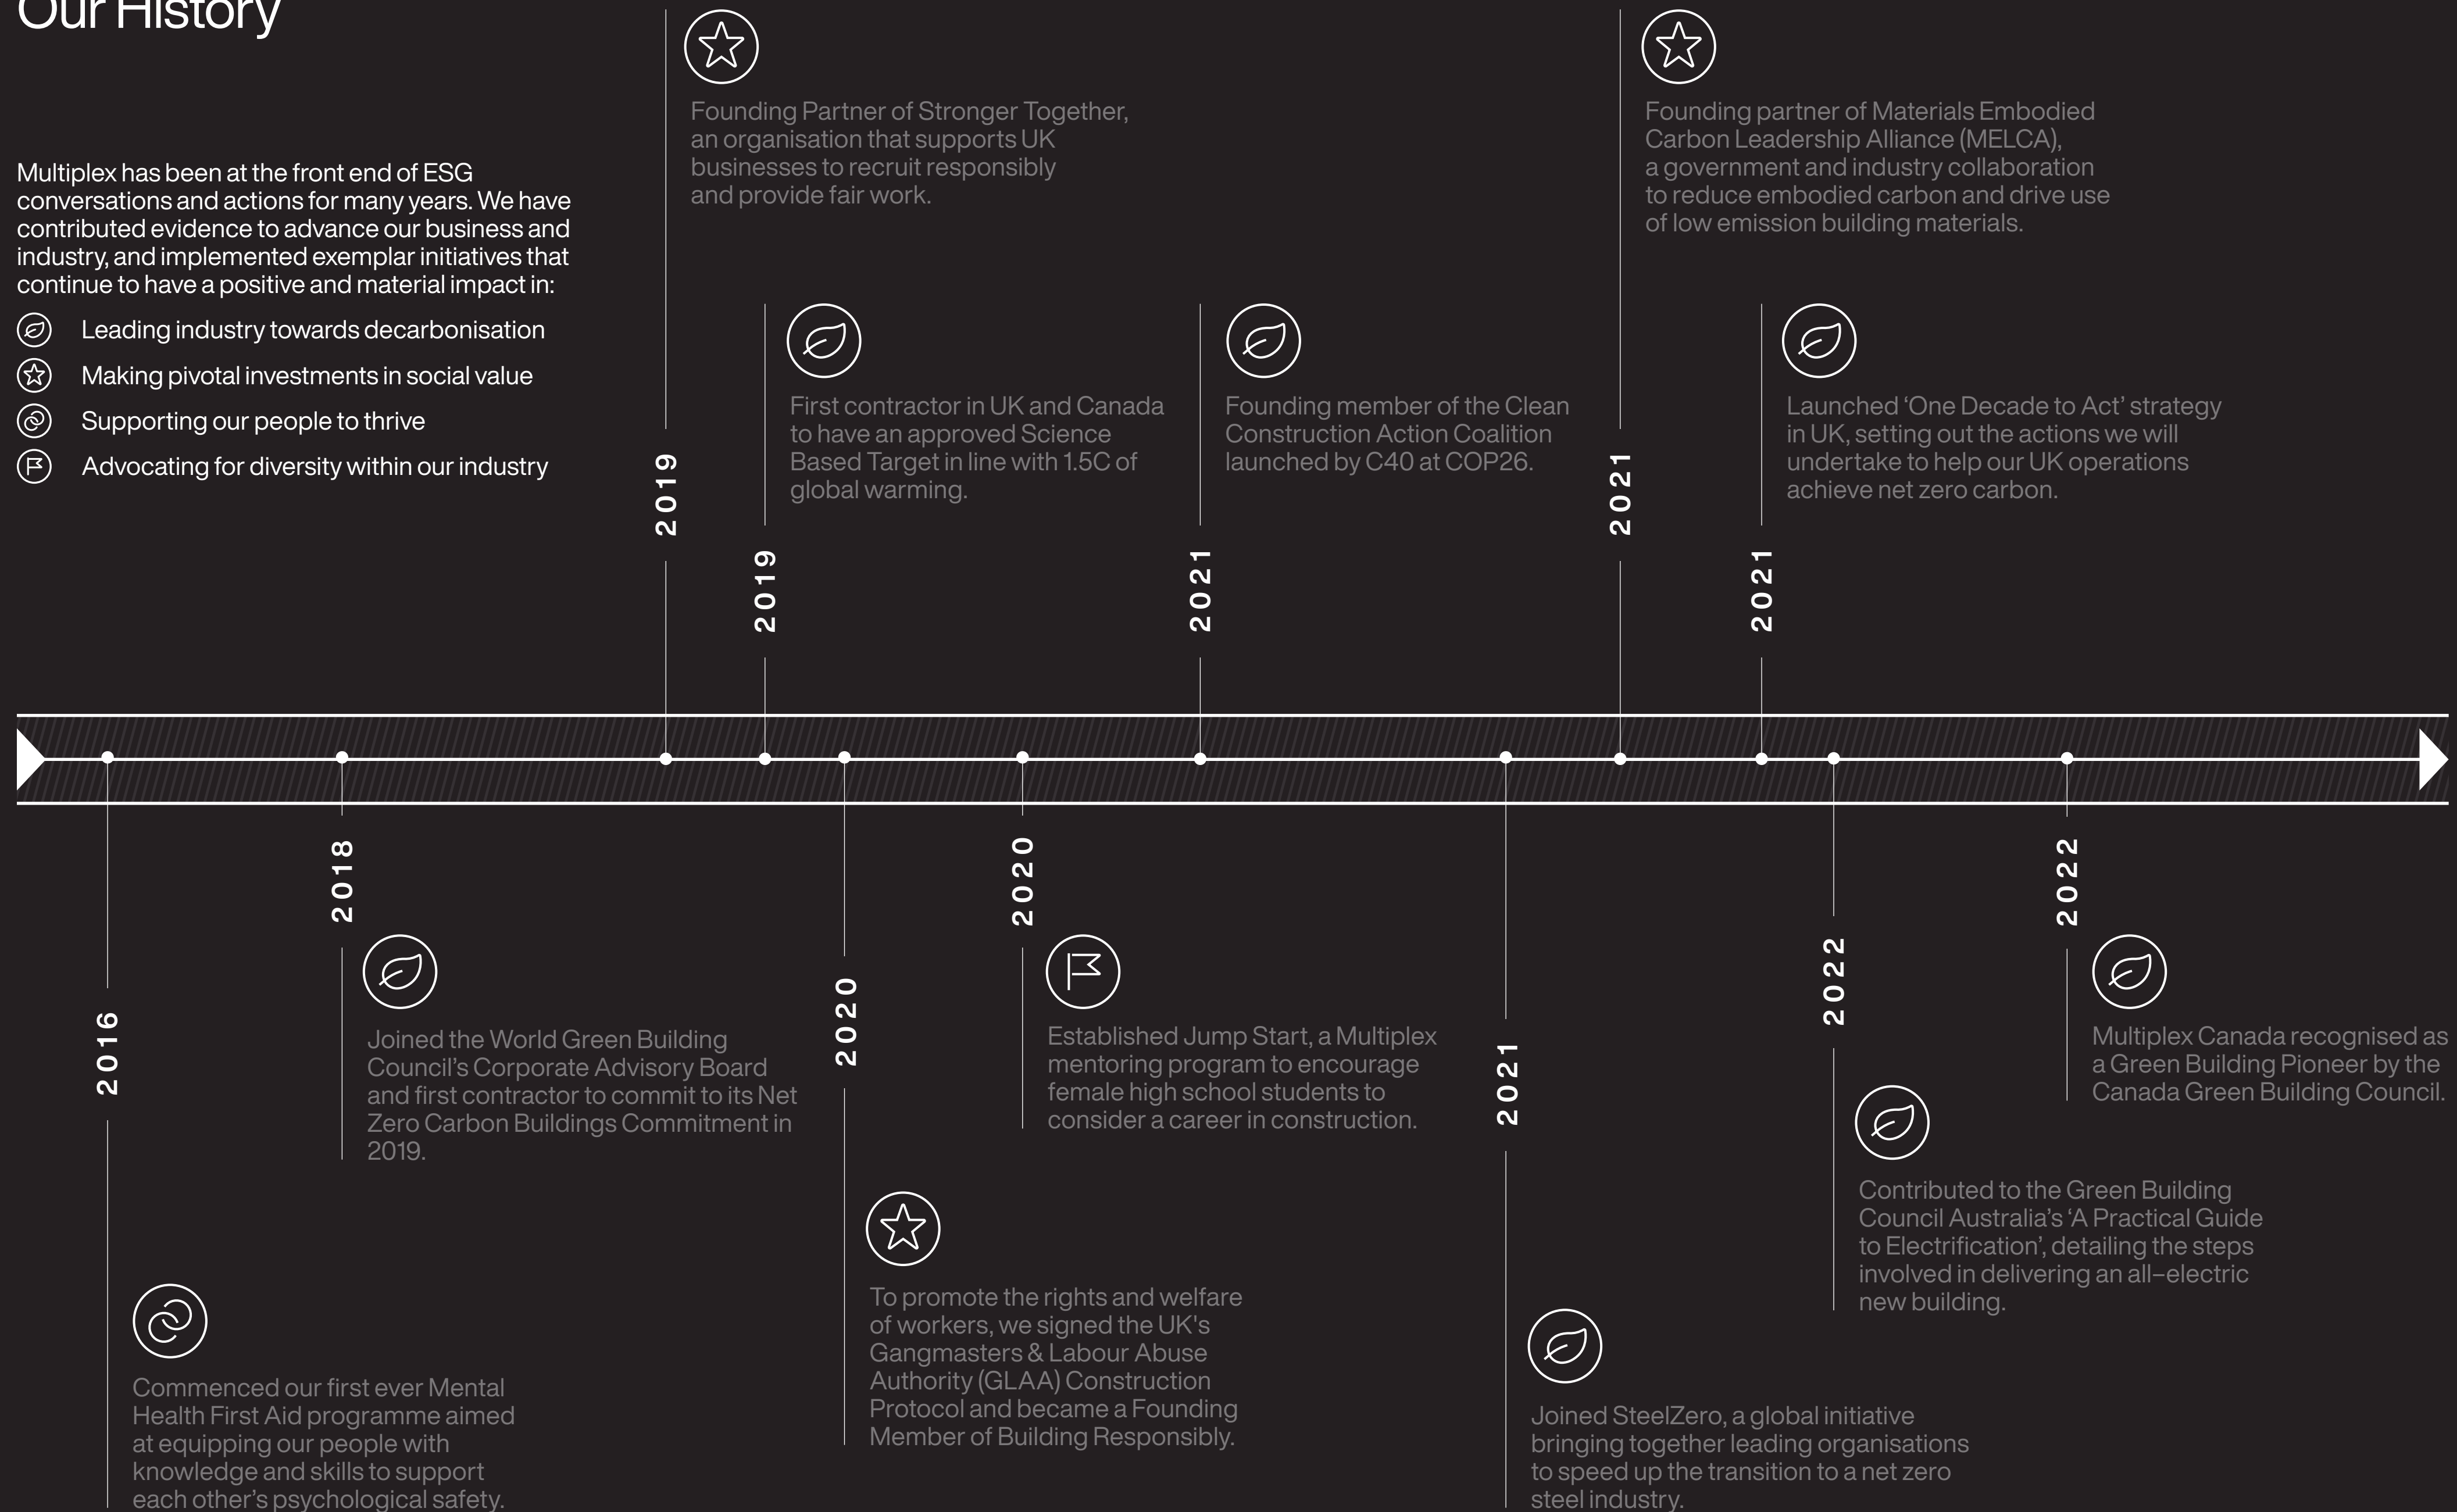 Our History
Multiplex has been at the front end of ESG
conversations and actions for many years. We have
contributed evidence to advance our business and
industry, and implemented exemplar initiatives that
continue to have a positive and material impact in:
Leading industry towards decarbonisation
Making pivotal investments in social value
Supporting our people to thrive
Advocating for diversity within our industry
2019
Founding Partner of Stronger Together,
an organisation that supports UK
businesses to recruit responsibly
and provide fair work.
2019
First contractor in UK and Canada
to have an approved Science
Based Target in line with 1.5C of
global warming.
2021
Founding member of the Clean
Construction Action Coalition
launched by C40 at COP26.
2021
Founding partner of Materials Embodied
Carbon Leadership Alliance (MELCA),
a government and industry collaboration
to reduce embodied carbon and drive use
of low emission building materials.
2021
Launched ‘One Decade to Act’ strategy
in UK, setting out the actions we will
undertake to help our UK operations
achieve net zero carbon.
2016
Commenced our first ever Mental
Health First Aid programme aimed
at equipping our people with
knowledge and skills to support
each other’s psychological safety.
2018
Joined the World Green Building
Council’s Corporate Advisory Board
and first contractor to commit to its Net
Zero Carbon Buildings Commitment in
2019.
2020
To promote the rights and welfare
of workers, we signed the UK's
Gangmasters & Labour Abuse
Authority (GLAA) Construction
Protocol and became a Founding
Member of Building Responsibly.
2020
Established Jump Start, a Multiplex
mentoring program to encourage
female high school students to
consider a career in construction.
2021
Joined SteelZero, a global initiative
bringing together leading organisations
to speed up the transition to a net zero
steel industry.
2022
Contributed to the Green Building
Council Australia’s ‘A Practical Guide
to Electrification’, detailing the steps
involved in delivering an all–electric
new building.
2022
Multiplex Canada recognised as
a Green Building Pioneer by the
Canada Green Building Council.